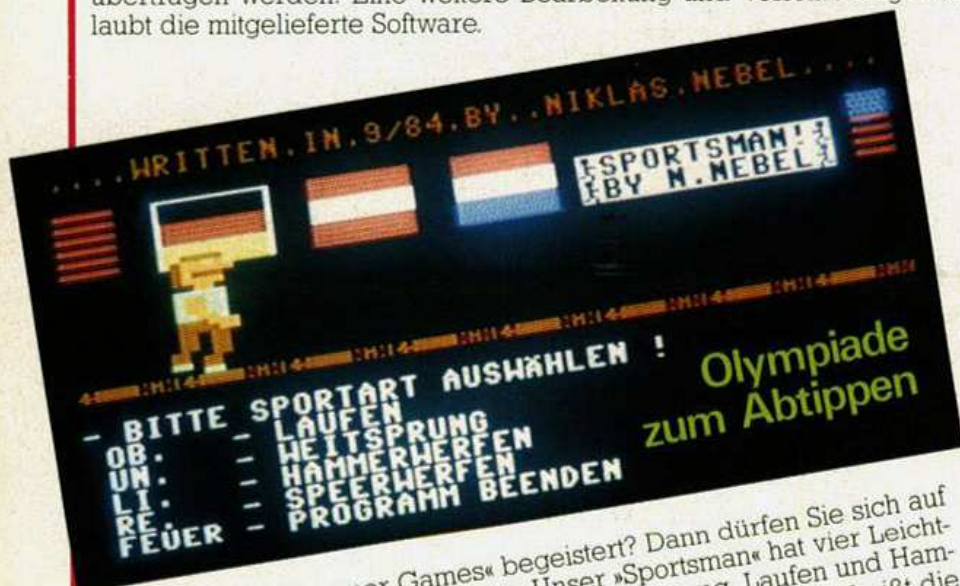 laubt die mitgelieferte Software.
....WRITTEN.IN.9/84.BY..NIKLAS.NEBEL....
SPORTSMAN!
BY N.NEBEL
- BITTE SPORTART AUSWÄHLEN !
OB. - LAUFEN
UN. - WEITSPRUNG
LI. - HAMMERWERFEN
RE. - SPEERWERFEN
FEUER - PROGRAMM BEENDEN
Olympiade
zum Abtippen
Games« begeistert? Dann dürfen Sie sich auf
Unser »Sportsman« hat vier Leicht-
Laufen und Ham-
die